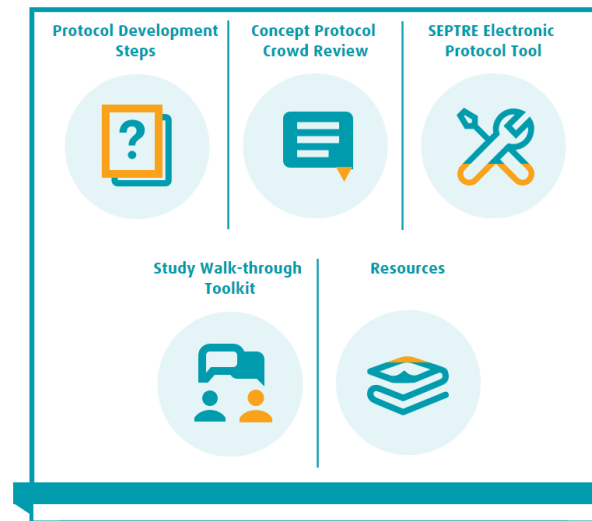 Protocol Development
Steps
Concept Protocol
Crowd Review
SEPTRE Electronic
Protocol Tool
?
Study Walk-through
Toolkit
Resources